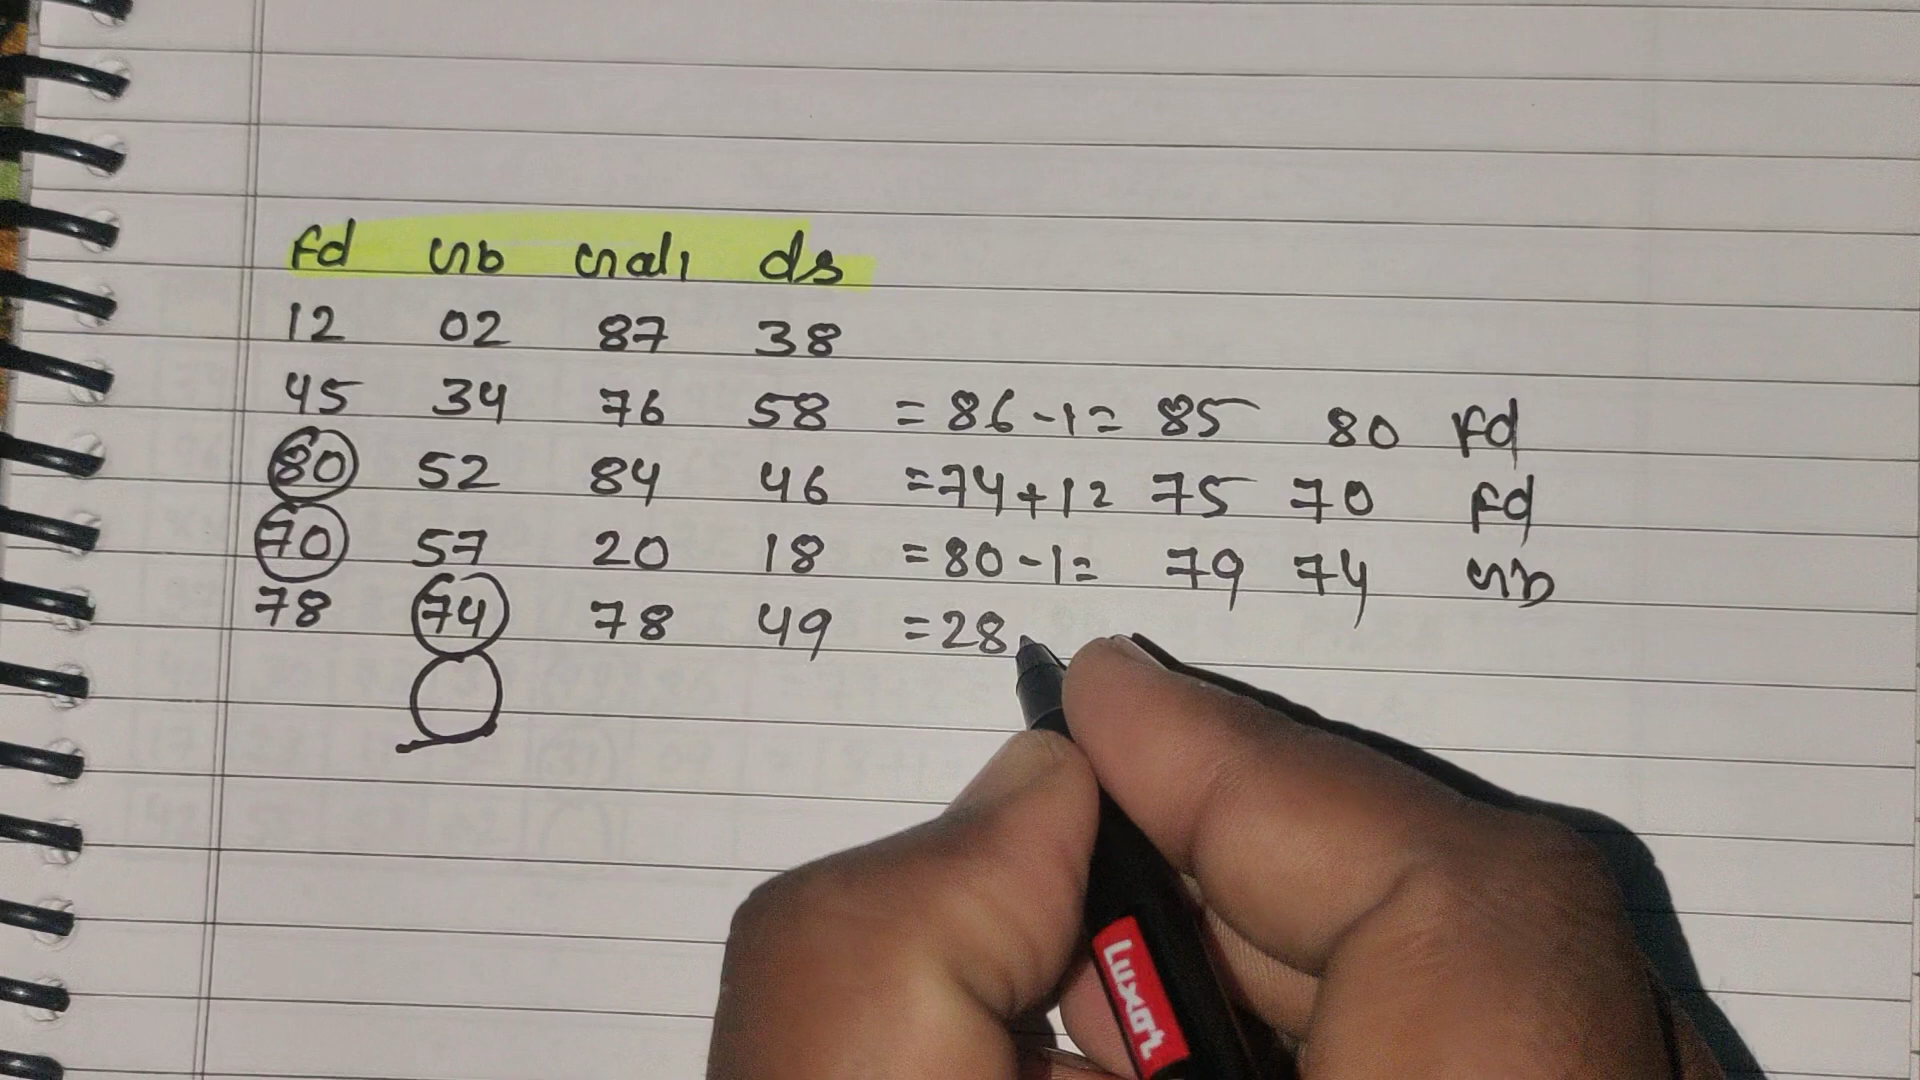 Fd Gb Gali ds
12 02 87 38
45 34 76 58 = 86-1= 85 80 Fd
80 52 84 46 =74+1= 75 70 Fd
70 57 20 18 = 80-1= 79 74 Gb
78 74 78 49 = 28
Luxor